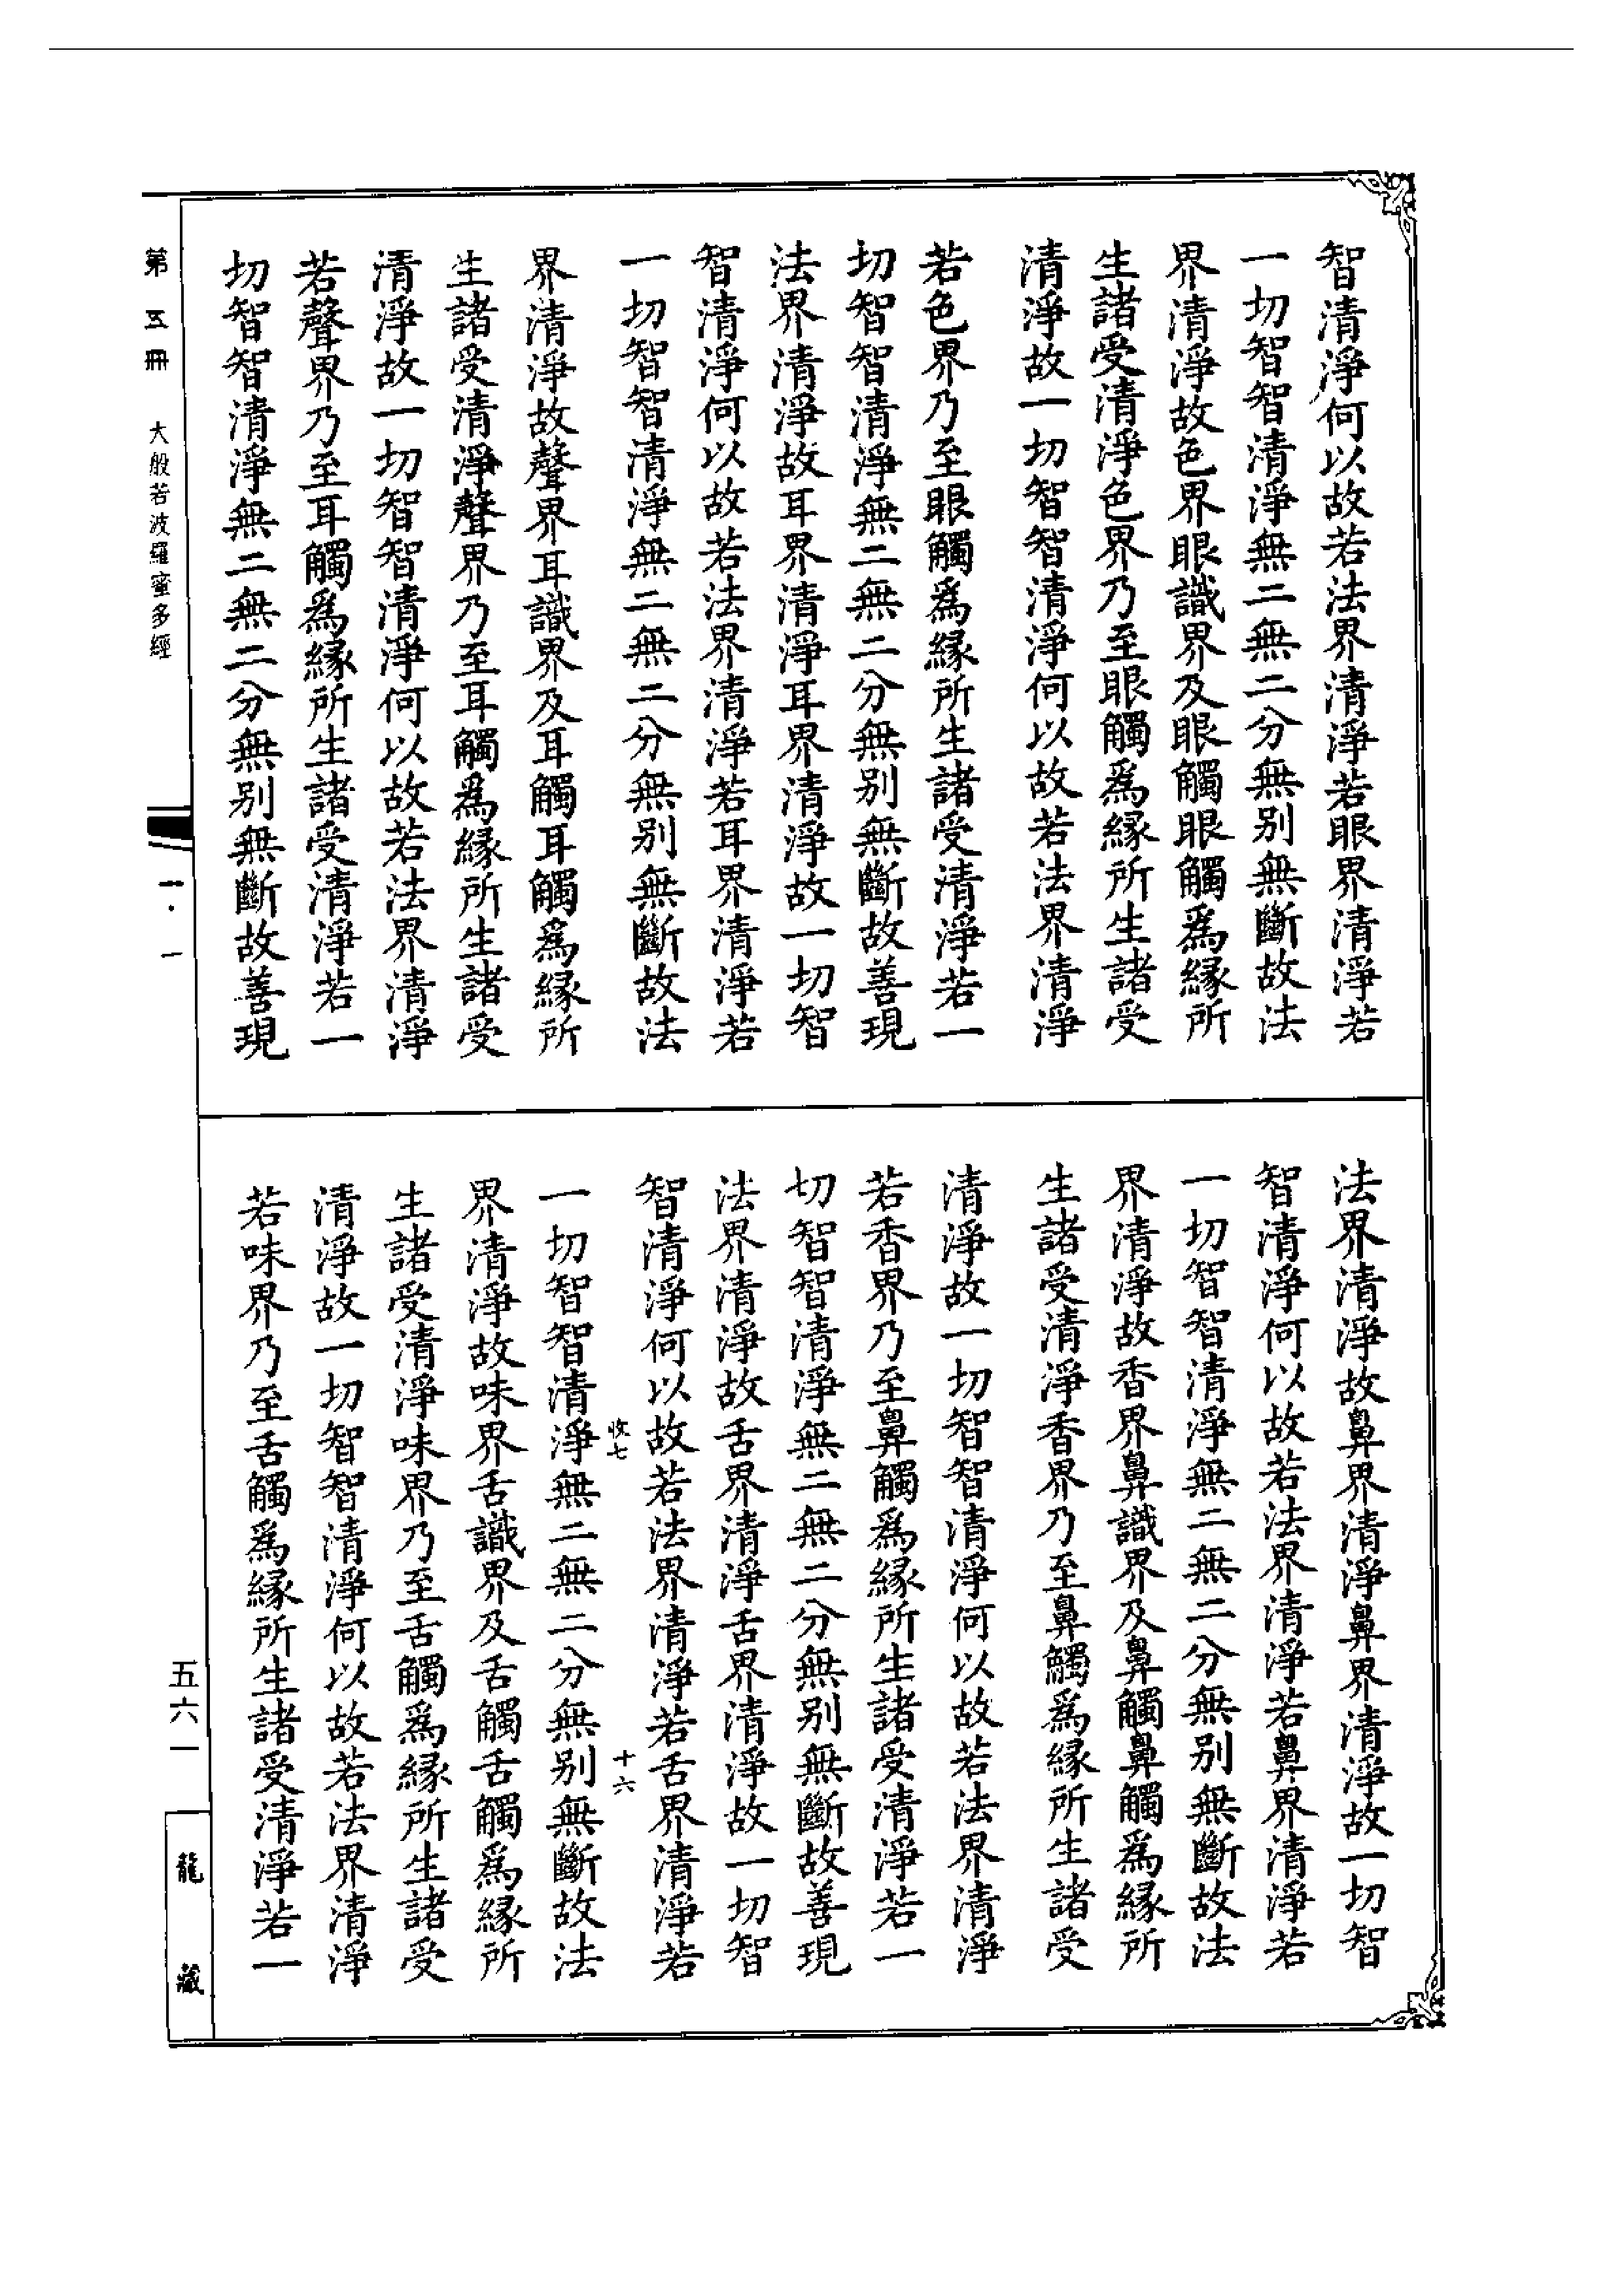 智清淨何以故若法界清淨若眼界清淨若
一切智智清淨無二無二分無別無斷故法
界清淨故色界眼識界及眼觸眼觸爲緣所
生諸受清淨色界乃至眼觸爲緣所生諸受
清淨故一切智智清淨何以故若法界清淨
若色界乃至眼觸爲緣所生諸受清淨若一
切智智清淨無二無二分無別無斷故善現
法界清淨故耳界清淨耳界清淨故一切智
智清淨何以故若法界清淨若耳界清淨若
一切智智清淨無二無二分無別無斷故法
界清淨故聲界耳識界及耳觸耳觸爲緣所
生諸受清淨聲界乃至耳觸爲緣所生諸受
清淨故一切智智清淨何以故若法界清淨
若聲界乃至耳觸爲緣所生諸受清淨若一
切智智清淨無二無二分無別無斷故善現
法界清淨故鼻界清淨鼻界清淨故一切智
智清淨何以故若法界清淨若鼻界清淨若
一切智智清淨無二無二分無別無斷故法
界清淨故香界鼻識界及鼻觸鼻觸爲緣所
生諸受清淨香界乃至鼻觸爲緣所生諸受
清淨故一切智智清淨何以故若法界清淨
若香界乃至鼻觸爲緣所生諸受清淨若一
切智智清淨無二無二分無別無斷故善現
法界清淨故舌界清淨舌界清淨故一切智
智清淨何以故若法界清淨若舌界清淨若
收七 十六
一切智智清淨無二無二分無別無斷故法
界清淨故味界舌識界及舌觸舌觸爲緣所
生諸受清淨味界乃至舌觸爲緣所生諸受
清淨故一切智智清淨何以故若法界清淨
若味界乃至舌觸爲緣所生諸受清淨若一
第五冊 大般若波羅蜜多經 一·一
五六一
龍藏